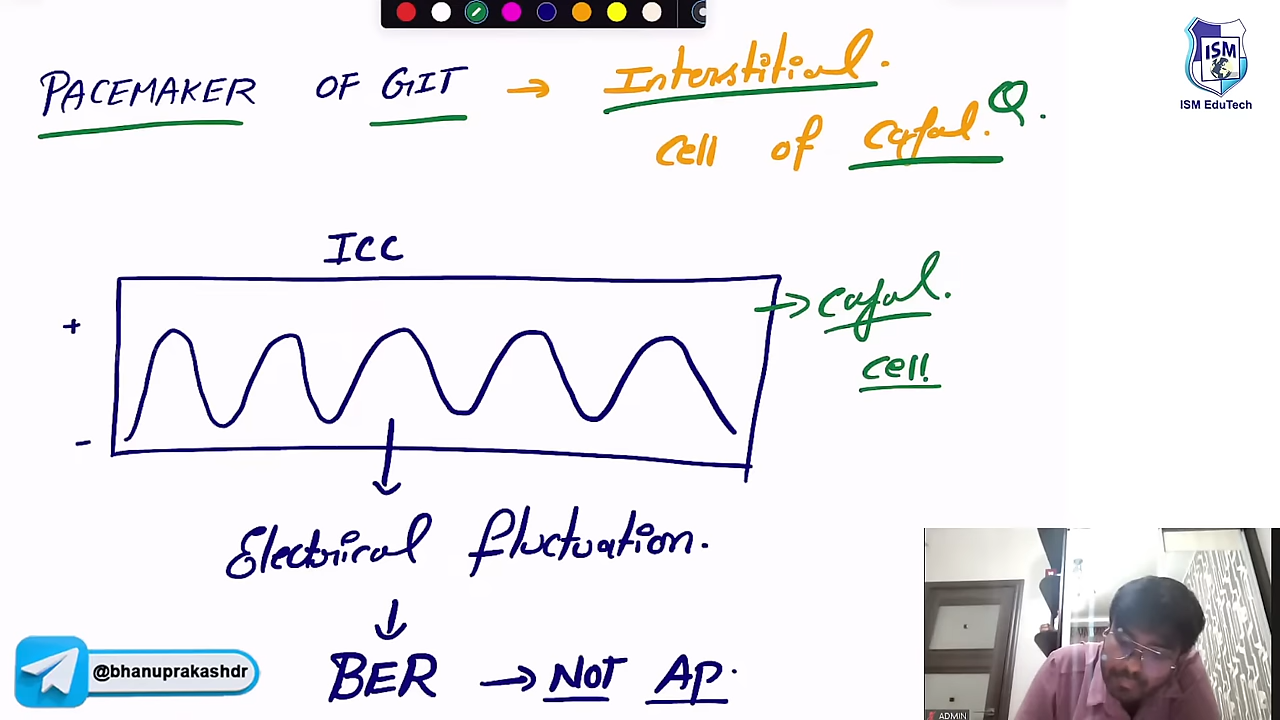 PACEMAKER OF GIT → Interstitial.
cell of Cajal. Q.
ISM
ISM EduTech
ICC
+
-
→ Cajal.
cell.
Electrical fluctuation.
↓
BER → NOT AP.
@bhanuprakashdr
ADMIN